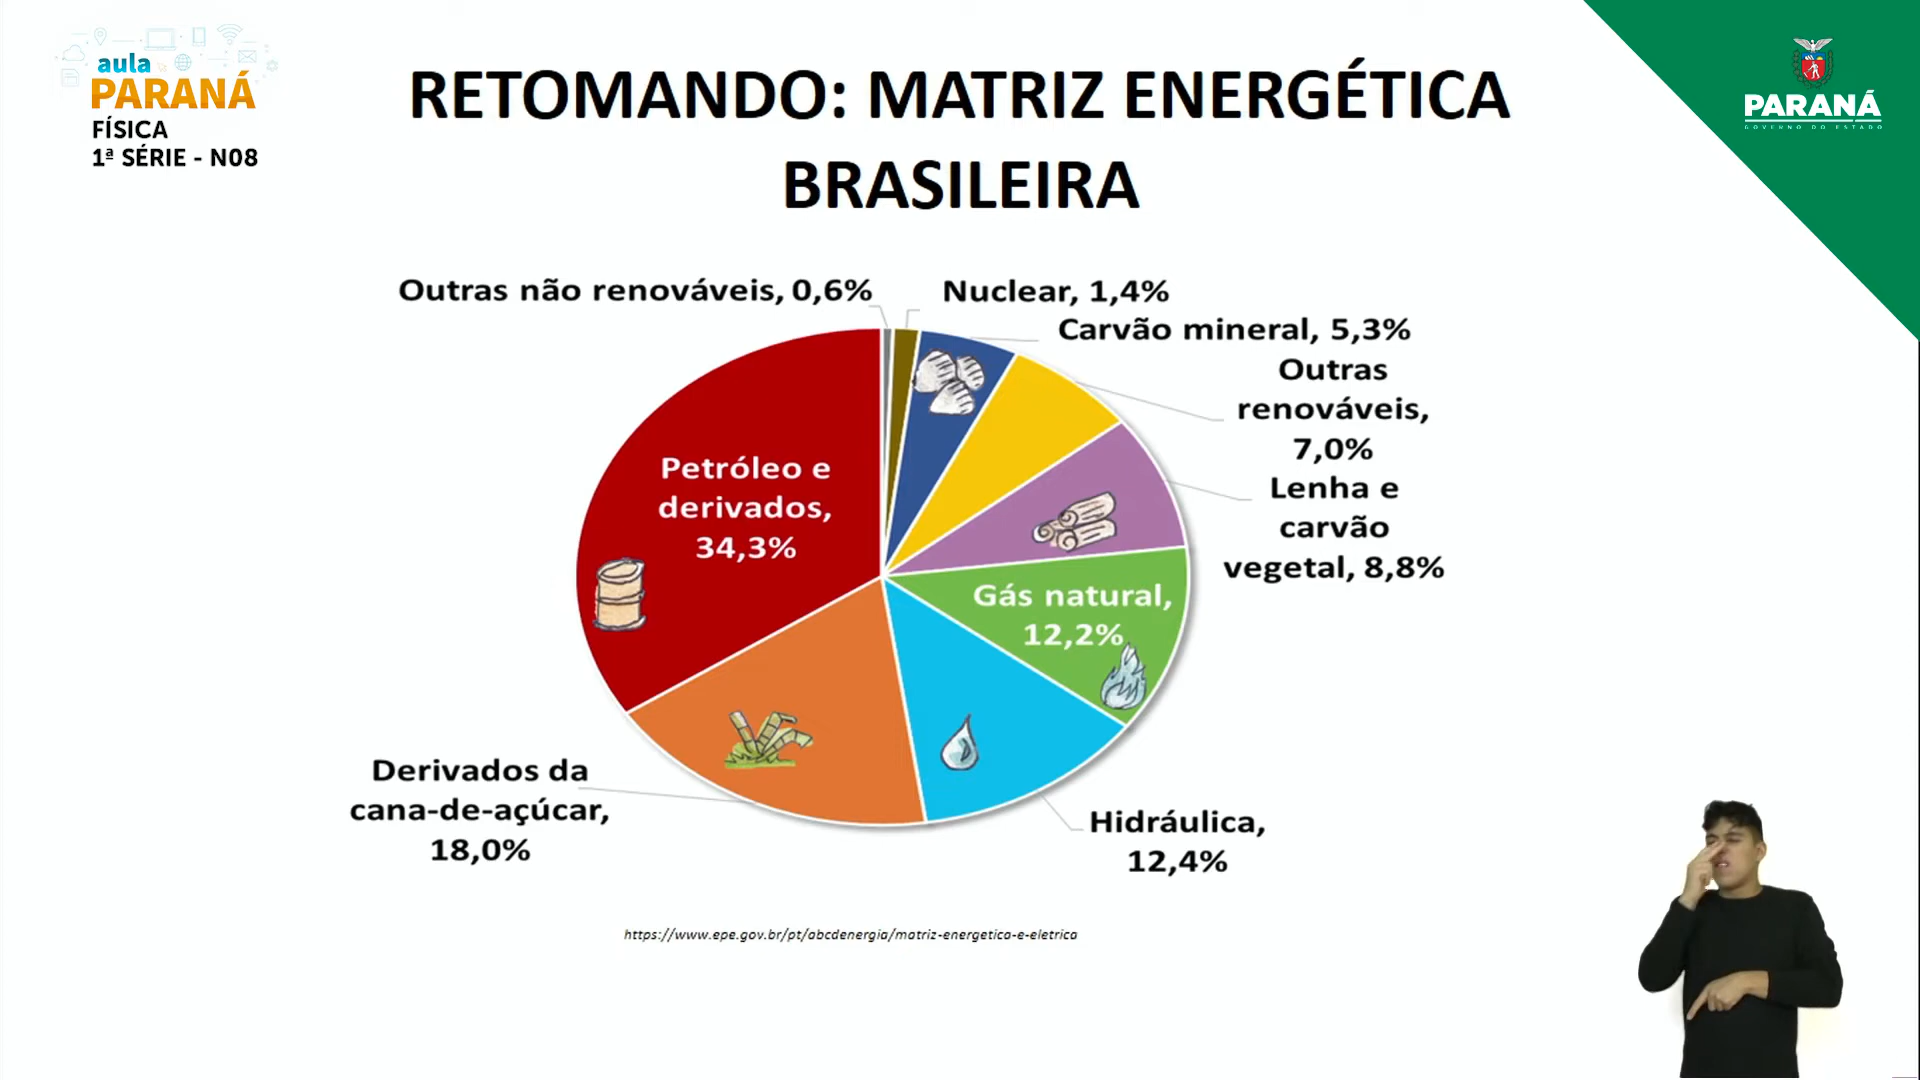 aula
PARANÁ
FÍSICA
1ª SÉRIE - N08
RETOMANDO: MATRIZ ENERGÉTICA
BRASILEIRA
PARANÁ
GOVERNO DO ESTADO
Outras não renováveis, 0,6%
Nuclear, 1,4%
Carvão mineral, 5,3%
Outras
renováveis,
7,0%
Lenha e
carvão
vegetal, 8,8%
Petróleo e
derivados,
34,3%
Gás natural,
12,2%
Derivados da
cana-de-açúcar,
18,0%
Hidráulica,
12,4%
https://www.epe.gov.br/pt/abcdenergia/matriz-energetica-e-eletrica